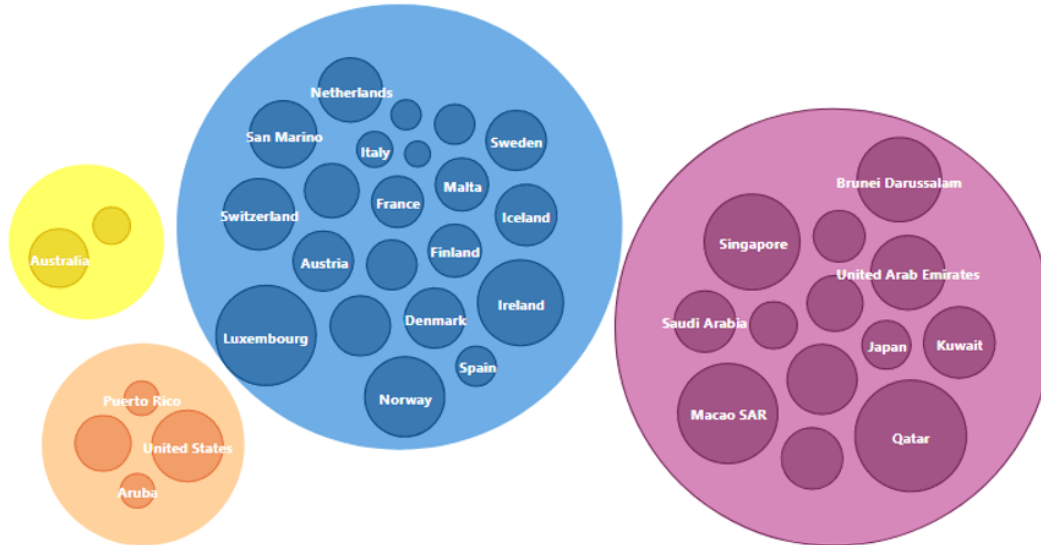 Netherlands
San Marino
Italy
Sweden
Switzerland
France
Malta
Iceland
Austria
Finland
Luxembourg
Denmark
Ireland
Norway
Spain
Australia
Puerto Rico
United States
Aruba
Brunei Darussalam
Singapore
United Arab Emirates
Saudi Arabia
Japan
Kuwait
Macao SAR
Qatar